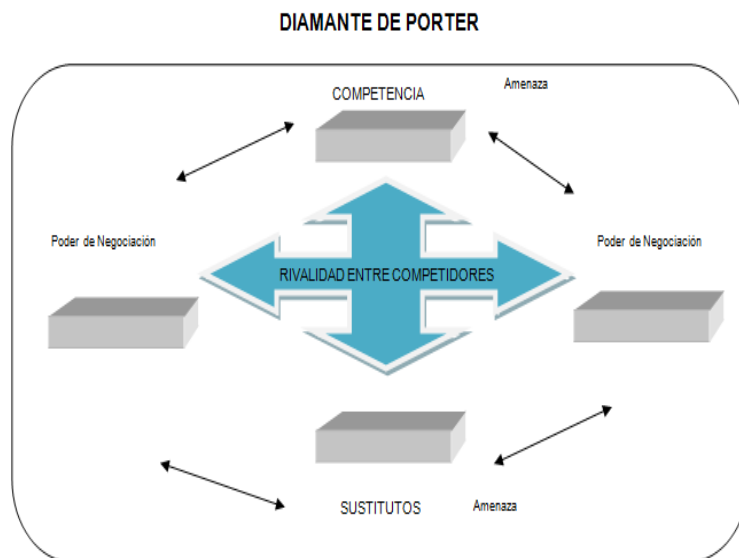 DIAMANTE DE PORTER
Amenaza
COMPETENCIA
Poder de Negociación
Poder de Negociación
RIVALIDAD ENTRE COMPETIDORES
SUSTITUTOS
Amenaza